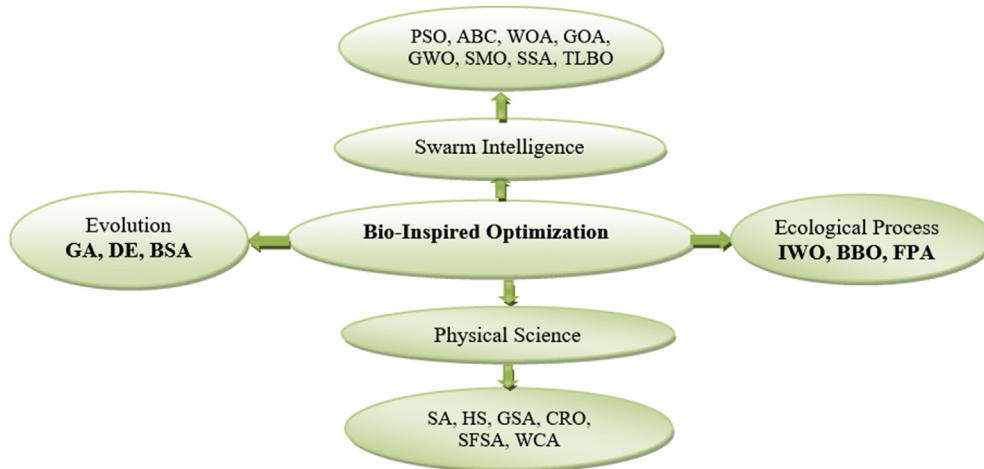 PSO, ABC, WOA, GOA,
GWO, SMO, SSA, TLBO
Swarm Intelligence
Evolution
GA, DE, BSA
Bio-Inspired Optimization
Ecological Process
IWO, BBO, FPA
Physical Science
SA, HS, GSA, CRO,
SFSA, WCA